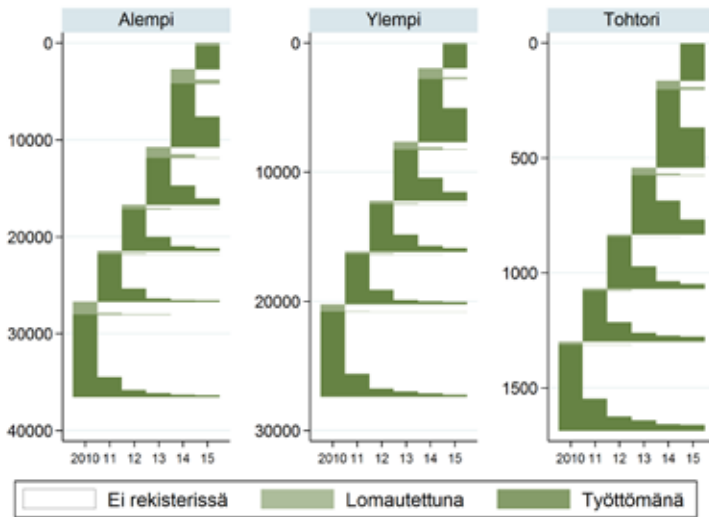 Alempi Ylempi Tohtori
0 0 0
10000 10000 500
20000 20000 1000
30000 30000 1500
40000
2010 11 12 13 14 15 2010 11 12 13 14 15 2010 11 12 13 14 15
Ei rekisterissä Lomautettuna Työttömänä